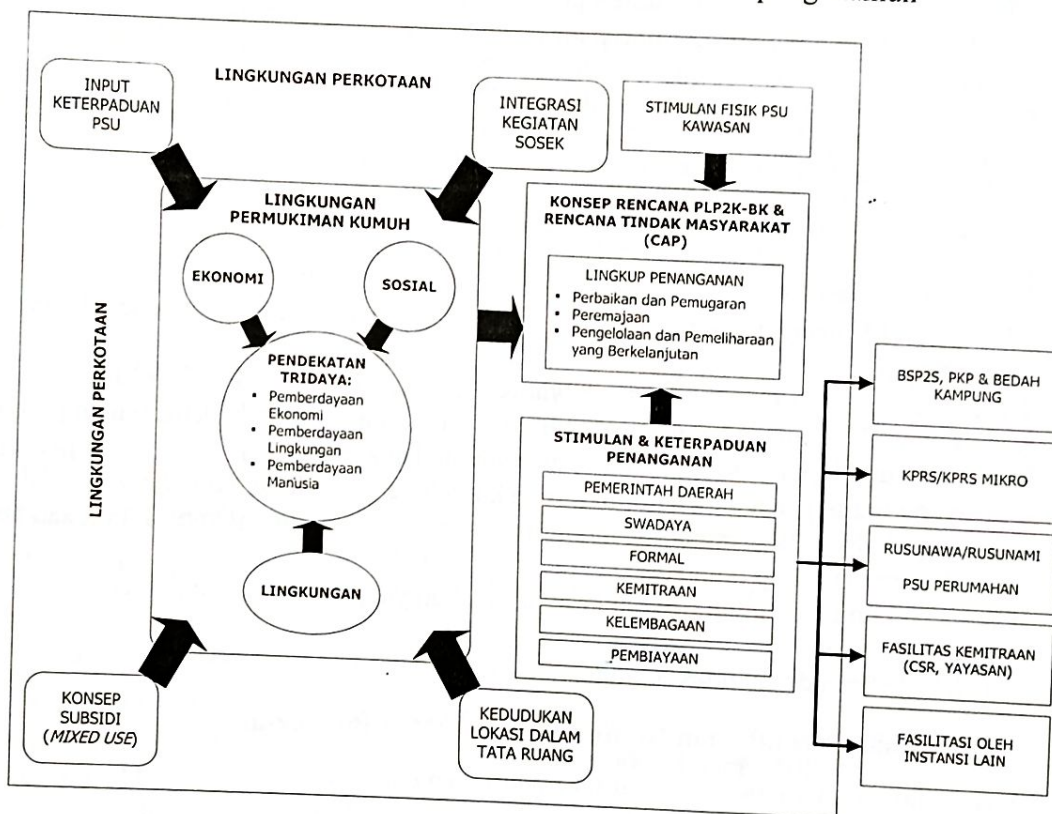 LINGKUNGAN PERKOTAAN
INPUT
KETERPADUAN
PSU
INTEGRASI
KEGIATAN
SOSEK
STIMULAN FISIK PSU
KAWASAN
LINGKUNGAN PERKOTAAN
LINGKUNGAN
PERMUKIMAN KUMUH
EKONOMI
SOSIAL
PENDEKATAN
TRIDAYA:
▪ Pemberdayaan
Ekonomi
▪ Pemberdayaan
Lingkungan
▪ Pemberdayaan
Manusia
LINGKUNGAN
KONSEP
SUBSIDI
(MIXED USE)
KEDUDUKAN
LOKASI DALAM
TATA RUANG
KONSEP RENCANA PLP2K-BK &
RENCANA TINDAK MASYARAKAT
(CAP)
LINGKUP PENANGANAN
▪ Perbaikan dan Pemugaran
▪ Peremajaan
▪ Pengelolaan dan Pemeliharaan
yang Berkelanjutan
STIMULAN & KETERPADUAN
PENANGANAN
PEMERINTAH DAERAH
SWADAYA
FORMAL
KEMITRAAN
KELEMBAGAAN
PEMBIAYAAN
BSP2S, PKP & BEDAH
KAMPUNG
KPRS/KPRS MIKRO
RUSUNAWA/RUSUNAMI
PSU PERUMAHAN
FASILITAS KEMITRAAN
(CSR, YAYASAN)
FASILITASI OLEH
INSTANSI LAIN